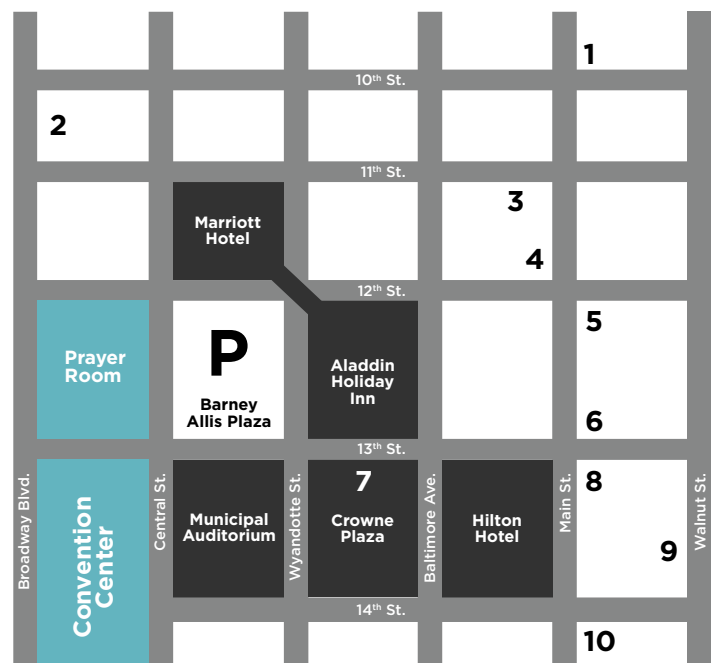 1
10th St.
2
11th St.
3
Marriott
Hotel
4
12th St.
5
P
Prayer
Room
Aladdin
Holiday
Inn
Barney
Allis Plaza
6
13th St.
7
8
Broadway Blvd.
Convention
Center
Central St.
Municipal
Auditorium
Wyandotte St.
Crowne
Plaza
Baltimore Ave.
Hilton
Hotel
Main St.
9
Walnut St.
14th St.
10